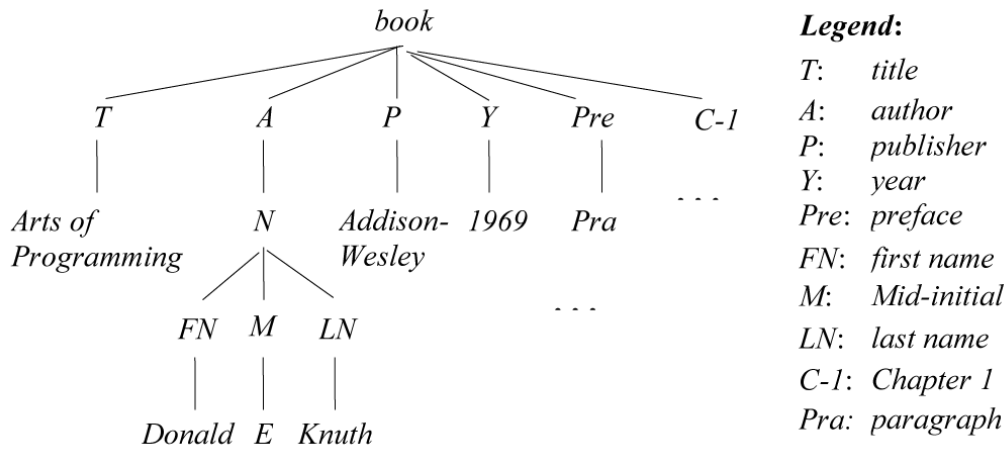 book
Legend:
T: title
T A P Y Pre C-1
A: author
P: publisher
Y: year
. . .
Arts of Programming N Addison-Wesley 1969 Pra
Pre: preface
FN: first name
M: Mid-initial
. . .
FN M LN
LN: last name
C-1: Chapter 1
Donald E Knuth
Pra: paragraph